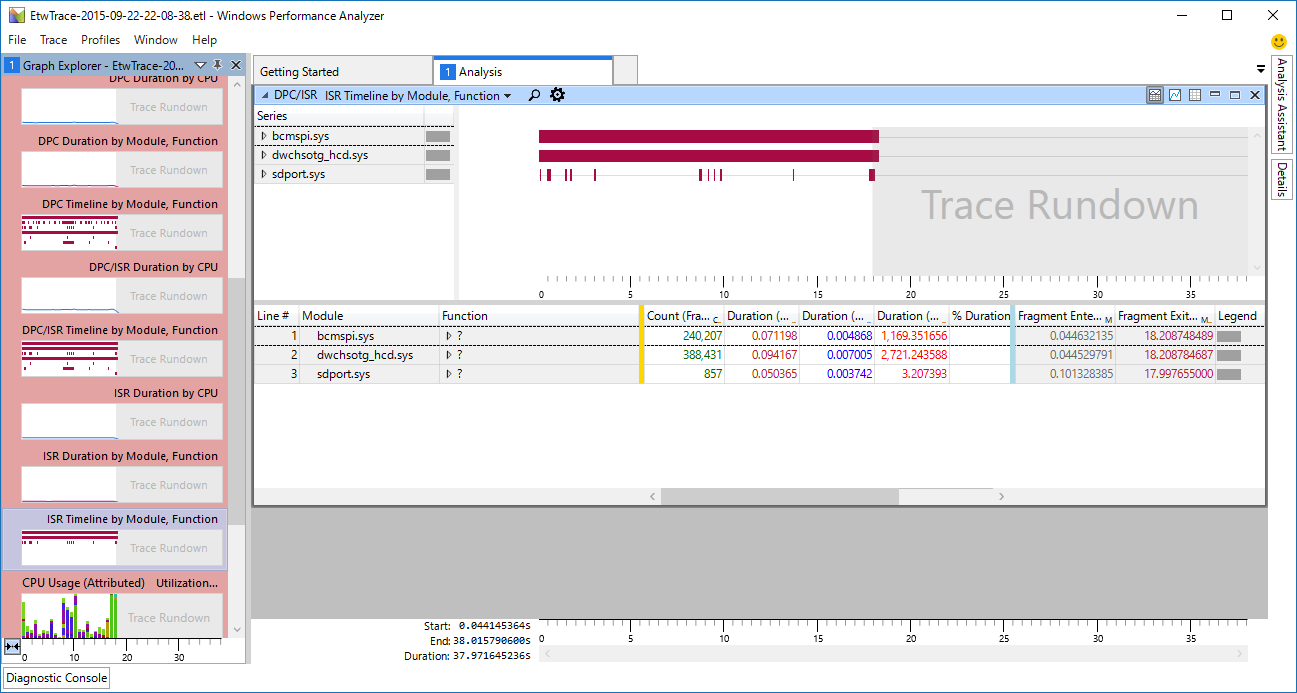 EtwTrace-2015-09-22-22-08-38.etl - Windows Performance Analyzer
File Trace Profiles Window Help
1 Graph Explorer - EtwTrace-20...
DPC Duration by CPU
Trace Rundown
DPC Duration by Module, Function
Trace Rundown
DPC Timeline by Module, Function
Trace Rundown
DPC/ISR Duration by CPU
Trace Rundown
DPC/ISR Timeline by Module, Function
Trace Rundown
ISR Duration by CPU
Trace Rundown
ISR Duration by Module, Function
Trace Rundown
ISR Timeline by Module, Function
Trace Rundown
CPU Usage (Attributed) Utilization...
Trace Rundown
0 10 20 30
Diagnostic Console
Getting Started
1 Analysis
DPC/ISR ISR Timeline by Module, Function
Series
bcmspi.sys
dwchsotg_hcd.sys
sdport.sys
Trace Rundown
0 5 10 15 20 25 30 35
Line # Module Function Count (Fra... C.. Duration (... Duration (... Duration (... % Duration Fragment Ente... M Fragment Exit... M.. Legend
1 bcmspi.sys ? 240,207 0.071198 0.004868 1,169.351656 0.044632135 18.208748489
2 dwchsotg_hcd.sys ? 388,431 0.094167 0.007005 2,721.243588 0.044529791 18.208784687
3 sdport.sys ? 857 0.050365 0.003742 3.207393 0.101328385 17.997655000
Start: 0.044145364s
End: 38.015790600s
Duration: 37.971645236s
0 5 10 15 20 25 30 35
Analysis Assistant
Details